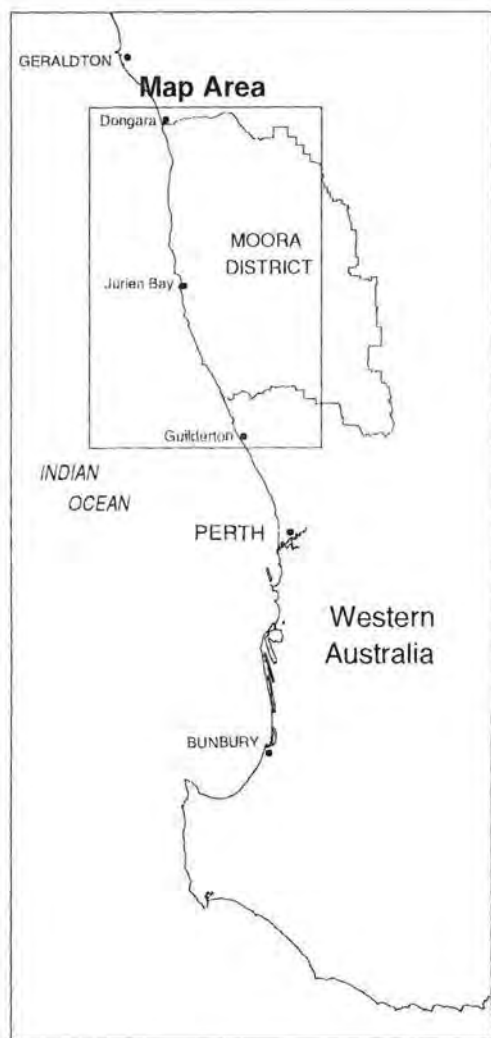 GERALDTON
Map Area
Dongara
MOORA
DISTRICT
Jurien Bay
Guilderton
INDIAN
OCEAN
PERTH
Western
Australia
BUNBURY